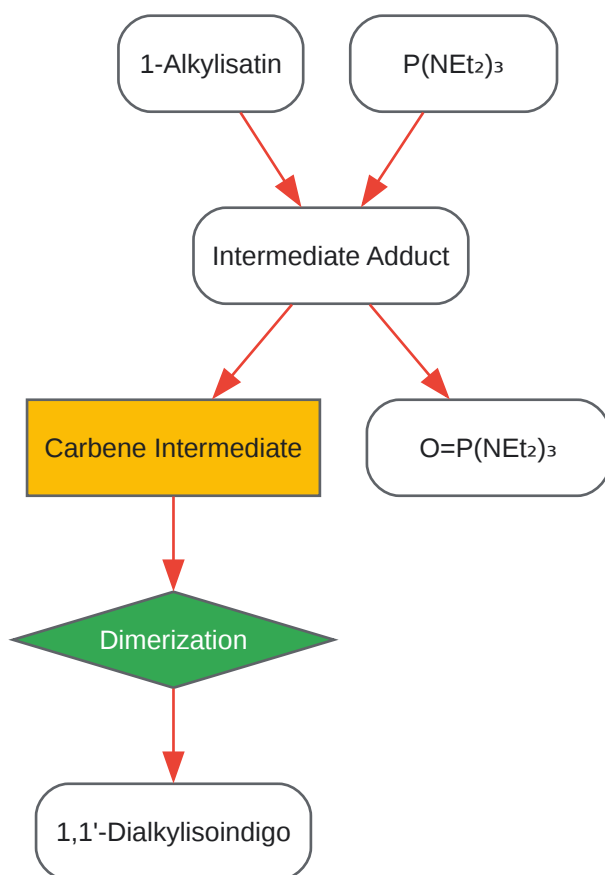 1-Alkylisatin
P(NEt₂)₃
Intermediate Adduct
Carbene Intermediate
O=P(NEt₂)₃
Dimerization
1,1'-Dialkylisoindigo